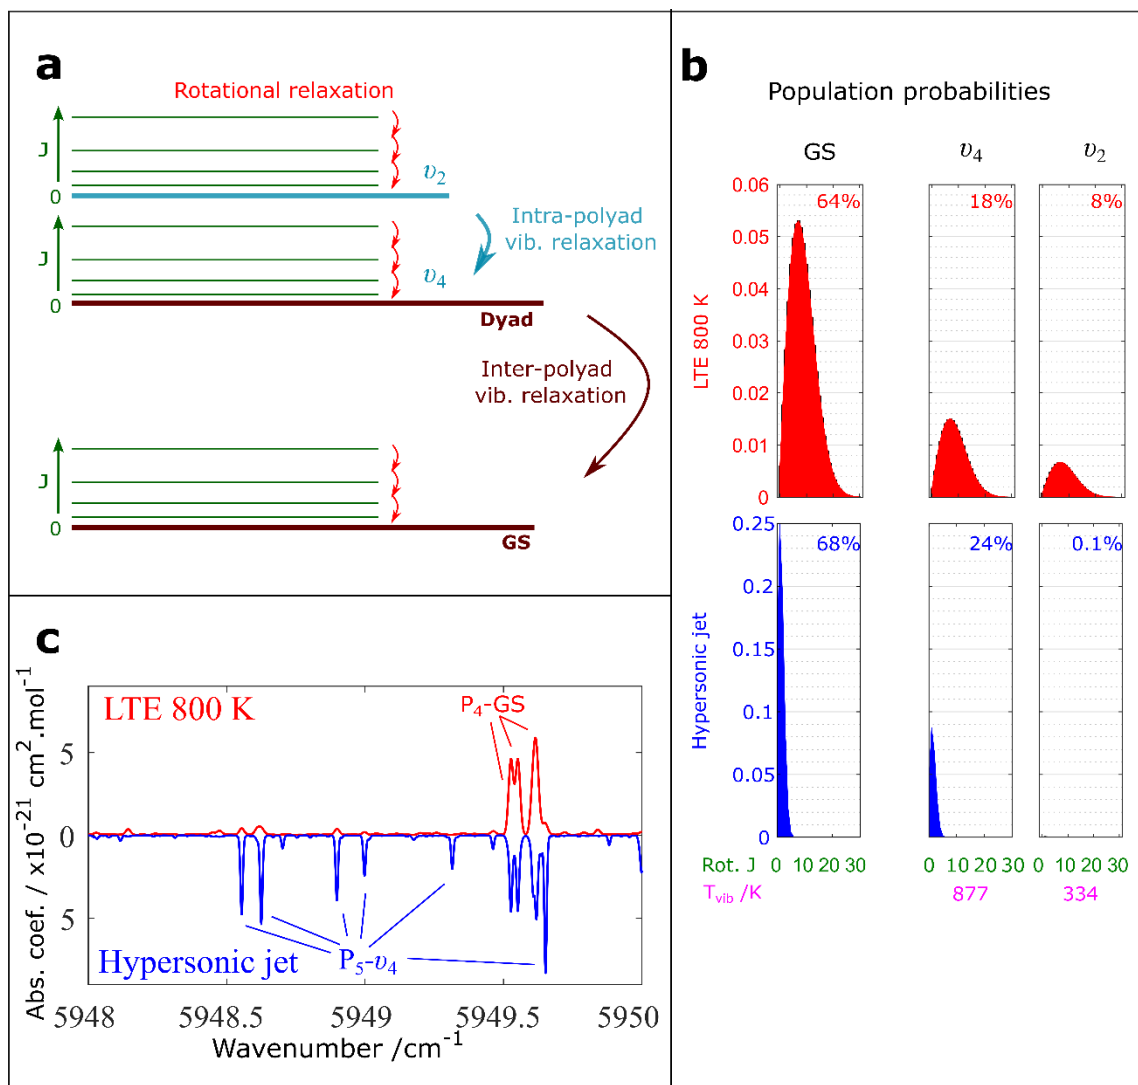 a
Rotational relaxation
J
0
υ2
Intra-polyad
vib. relaxation
J
0
υ4
Dyad
Inter-polyad
vib. relaxation
J
0
GS
b
Population probabilities
GS
υ4
υ2
LTE 800 K
0.06
0.05
0.04
0.03
0.02
0.01
0
64%
18%
8%
Hypersonic jet
0.25
0.2
0.15
0.1
0.05
0
68%
24%
0.1%
Rot. J
0 10 20 30
0 10 20 30
0 10 20 30
Tvib /K
877
334
c
LTE 800 K
P4-GS
Abs. coef. / x10-21 cm2.mol-1
5
0
5
P5-υ4
Hypersonic jet
5948 5948.5 5949 5949.5 5950
Wavenumber /cm-1